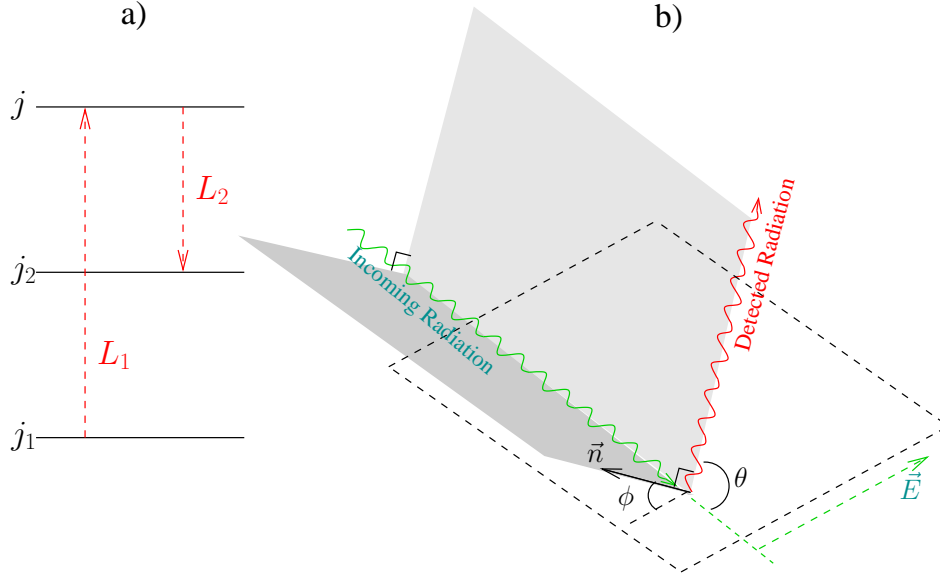 a)
b)
j
L₂
j₂
L₁
j₁
Incoming Radiation
Detected Radiation
n⃗
ϕ
θ
E⃗